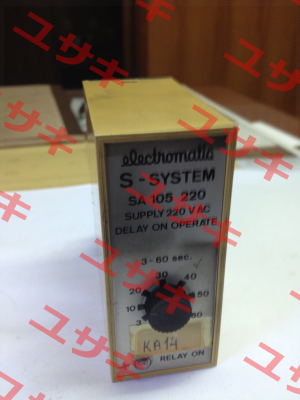 electromatic
S-SYSTEM
SA 105 220
SUPPLY 220 V AC
DELAY ON OPERATE
3-60 sec.
30 40
20 50
10 60
3
KA14
RELAY ON
ユサキ
ユサキ
ユサキ
ユサキ
ユサキ
ユサキ